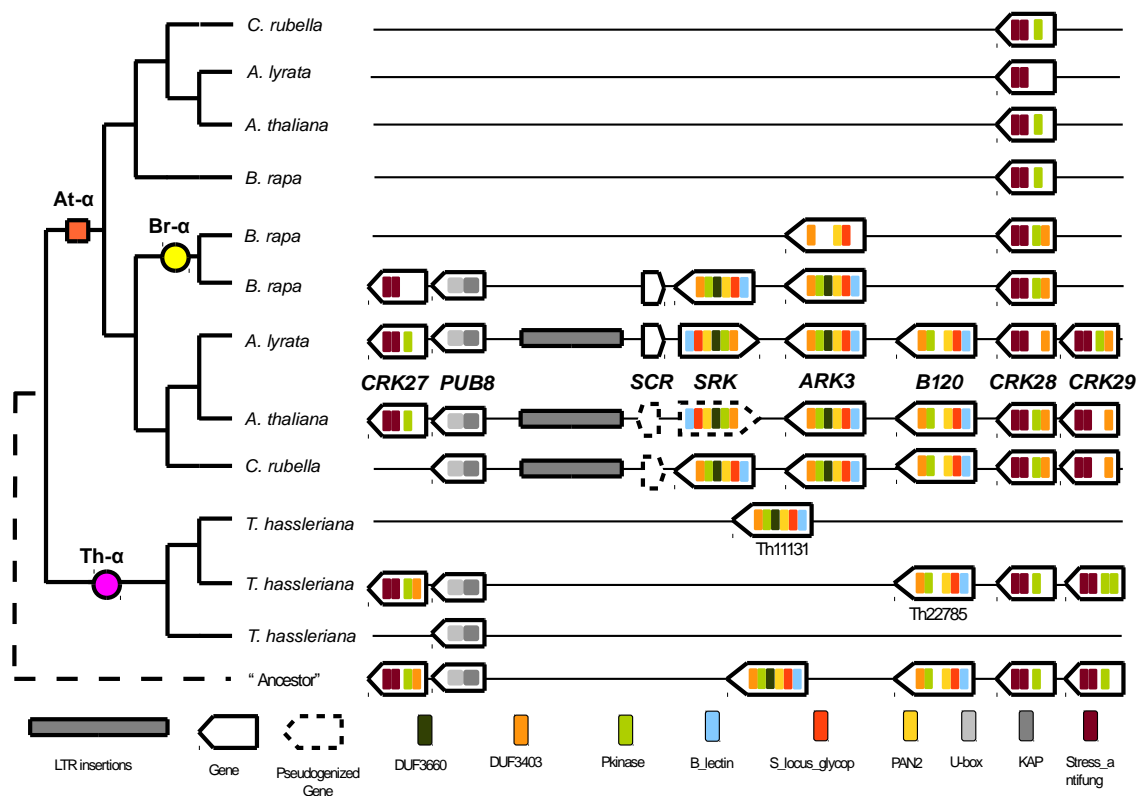 C. rubella
A. lyrata
A. thaliana
B. rapa
At-α
Br-α
B. rapa
B. rapa
A. lyrata
CRK27 PUB8 SCR SRK ARK3 B120 CRK28 CRK29
A. thaliana
C. rubella
T. hassleriana
Th11131
Th-α
T. hassleriana
Th22785
T. hassleriana
“ Ancestor”
LTR insertions
Gene
Pseudogenized
Gene
DUF3660
DUF3403
Pkinase
B_lectin
S_locus_glycop
PAN2
U-box
KAP
Stress_a
ntifung